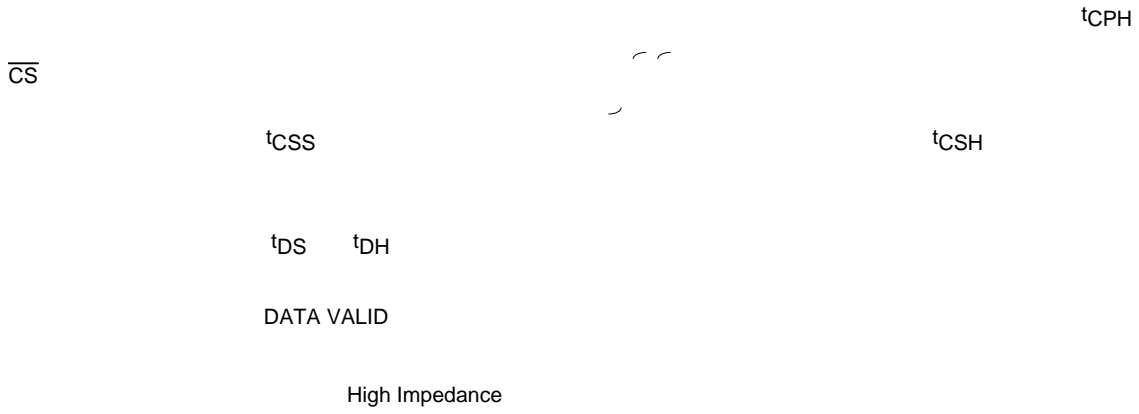 tCPH
CS
tCSS tCSH
tDS tDH
DATA VALID
High Impedance